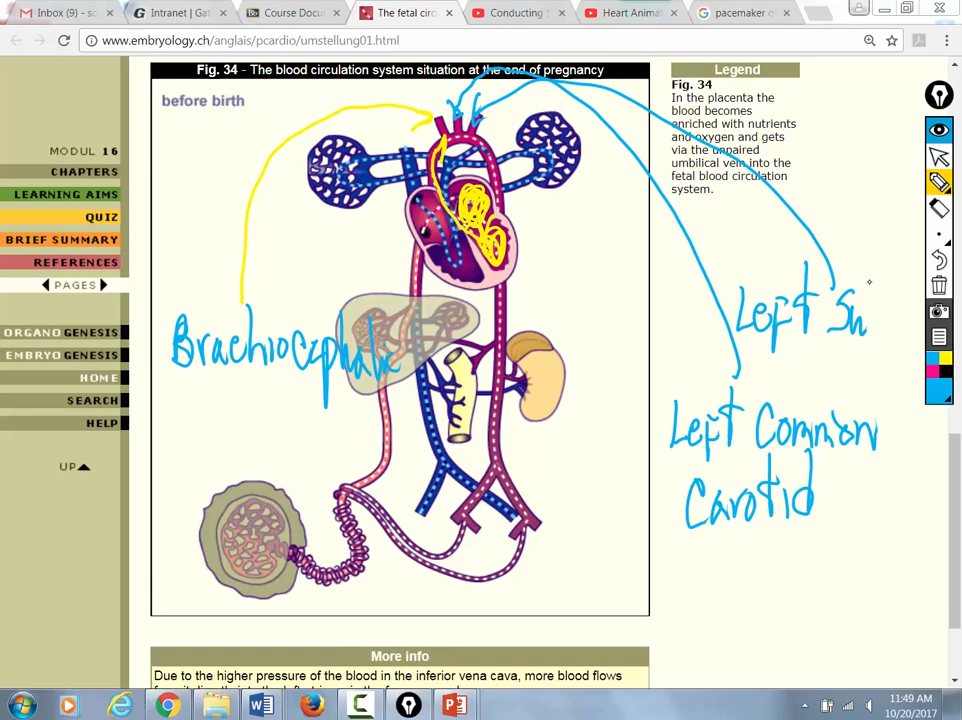 Inbox (9) - s
Intranet | Gat
Course Docu
The fetal circ
Conducting S
Heart Animat
pacemaker o
www.embryology.ch/anglais/pcardio/umstellung01.html
Fig. 34 - The blood circulation system situation at the end of pregnancy
before birth
MODUL 16
CHAPTERS
LEARNING AIMS
QUIZ
BRIEF SUMMARY
REFERENCES
PAGES
ORGANO GENESIS
EMBRYO GENESIS
HOME
SEARCH
HELP
UP
Brachiocephalic
Left Su
Left Common
Carotid
Legend
Fig. 34
In the placenta the
blood becomes
enriched with nutrients
and oxygen and gets
via the unpaired
umbilical vein into the
fetal blood circulation
system.
More info
Due to the higher pressure of the blood in the inferior vena cava, more blood flows
11:49 AM
10/20/2017